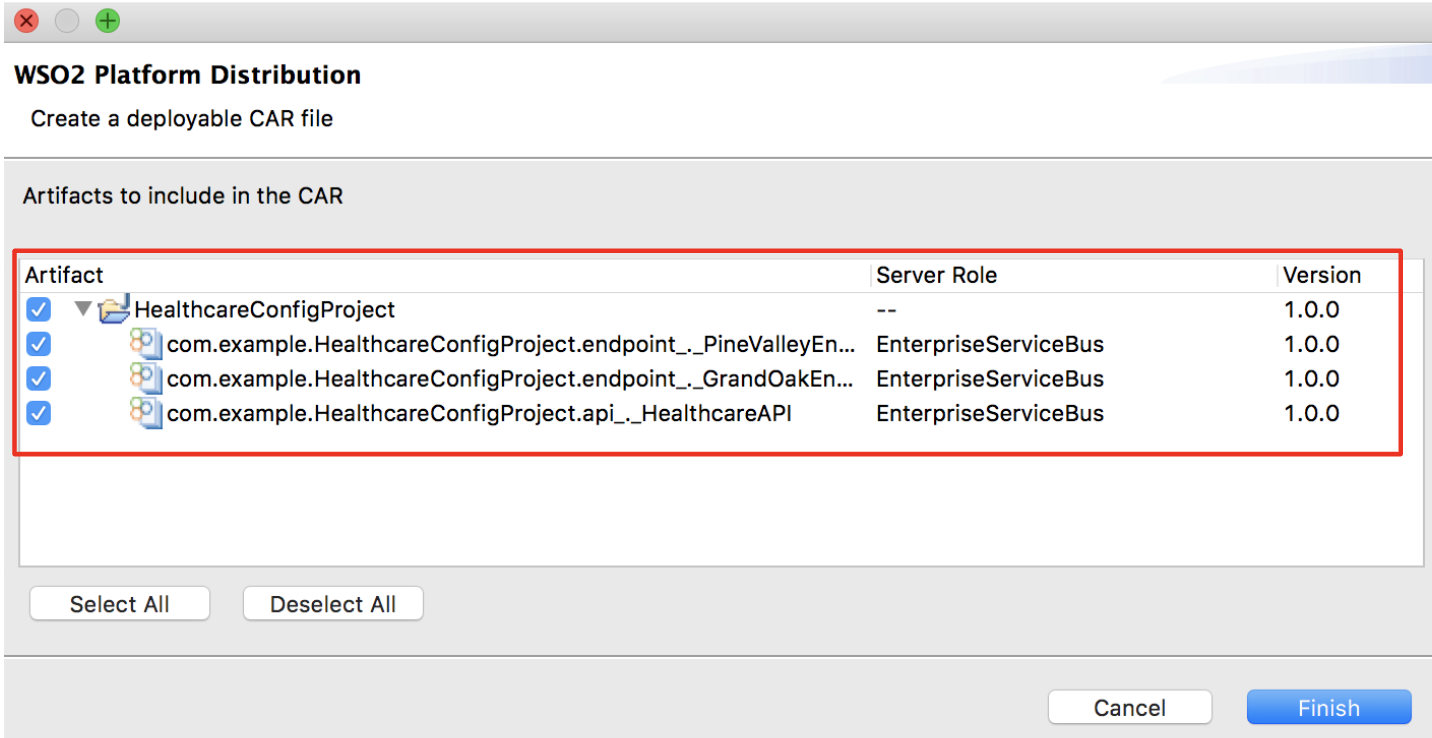 WSO2 Platform Distribution
Create a deployable CAR file
Artifacts to include in the CAR
Artifact Server Role Version
HealthcareConfigProject -- 1.0.0
com.example.HealthcareConfigProject.endpoint_._PineValleyEn... EnterpriseServiceBus 1.0.0
com.example.HealthcareConfigProject.endpoint_._GrandOakEn... EnterpriseServiceBus 1.0.0
com.example.HealthcareConfigProject.api_._HealthcareAPI EnterpriseServiceBus 1.0.0
Select All Deselect All
Cancel Finish